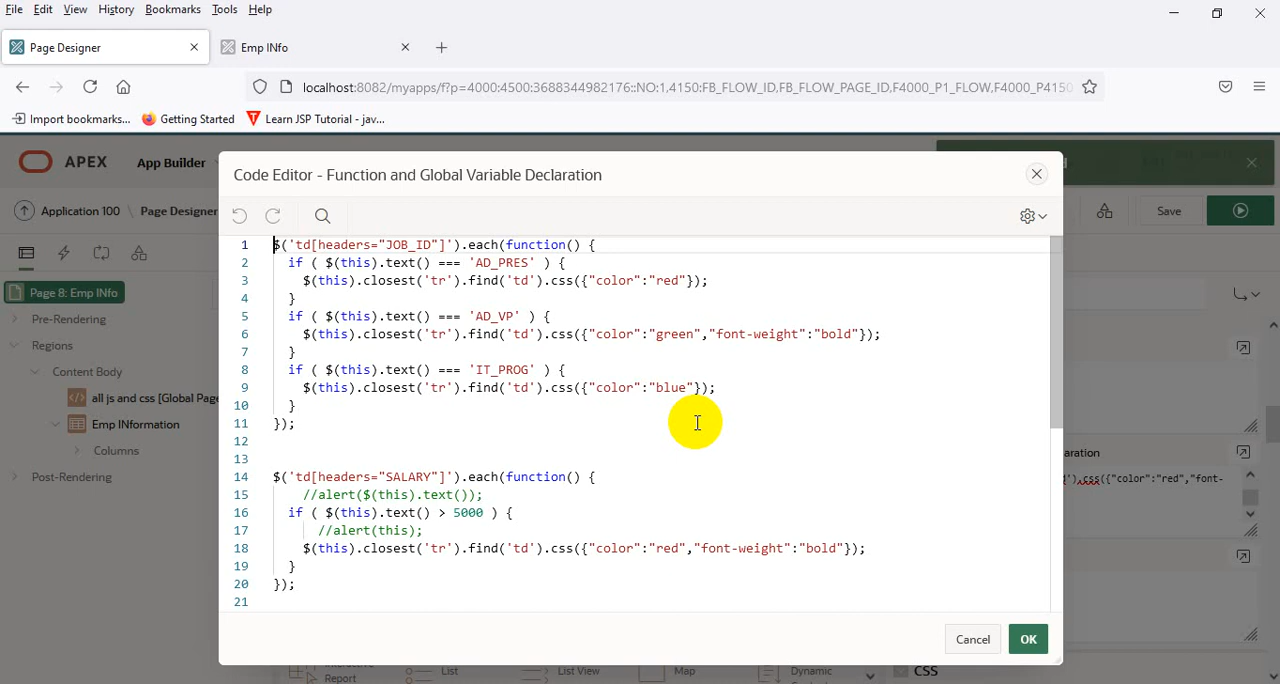 File Edit View History Bookmarks Tools Help
Page Designer
Emp INfo
localhost:8082/myapps/f?p=4000:4500:3688344982176::NO:1,4150:FB_FLOW_ID,FB_FLOW_PAGE_ID,F4000_P1_FLOW,F4000_P4150
Import bookmarks... Getting Started Learn JSP Tutorial - jav...
APEX App Builder
Application 100 \ Page Designer
Save
Code Editor - Function and Global Variable Declaration
Page 8: Emp INfo
Pre-Rendering
Regions
Content Body
all js and css [Global Page
Emp INformation
Columns
Post-Rendering
1 $('td[headers="JOB_ID"]').each(function() {
2 if ( $(this).text() === 'AD_PRES' ) {
3 $(this).closest('tr').find('td').css({"color":"red"});
4 }
5 if ( $(this).text() === 'AD_VP' ) {
6 $(this).closest('tr').find('td').css({"color":"green","font-weight":"bold"});
7 }
8 if ( $(this).text() === 'IT_PROG' ) {
9 $(this).closest('tr').find('td').css({"color":"blue"});
10 }
11 });
12
13
14 $('td[headers="SALARY"]').each(function() {
15 //alert($(this).text());
16 if ( $(this).text() > 5000 ) {
17 //alert(this);
18 $(this).closest('tr').find('td').css({"color":"red","font-weight":"bold"});
19 }
20 });
21
aration
').css({"color":"red","font-
Cancel OK
Report List List View Map Dynamic
CSS